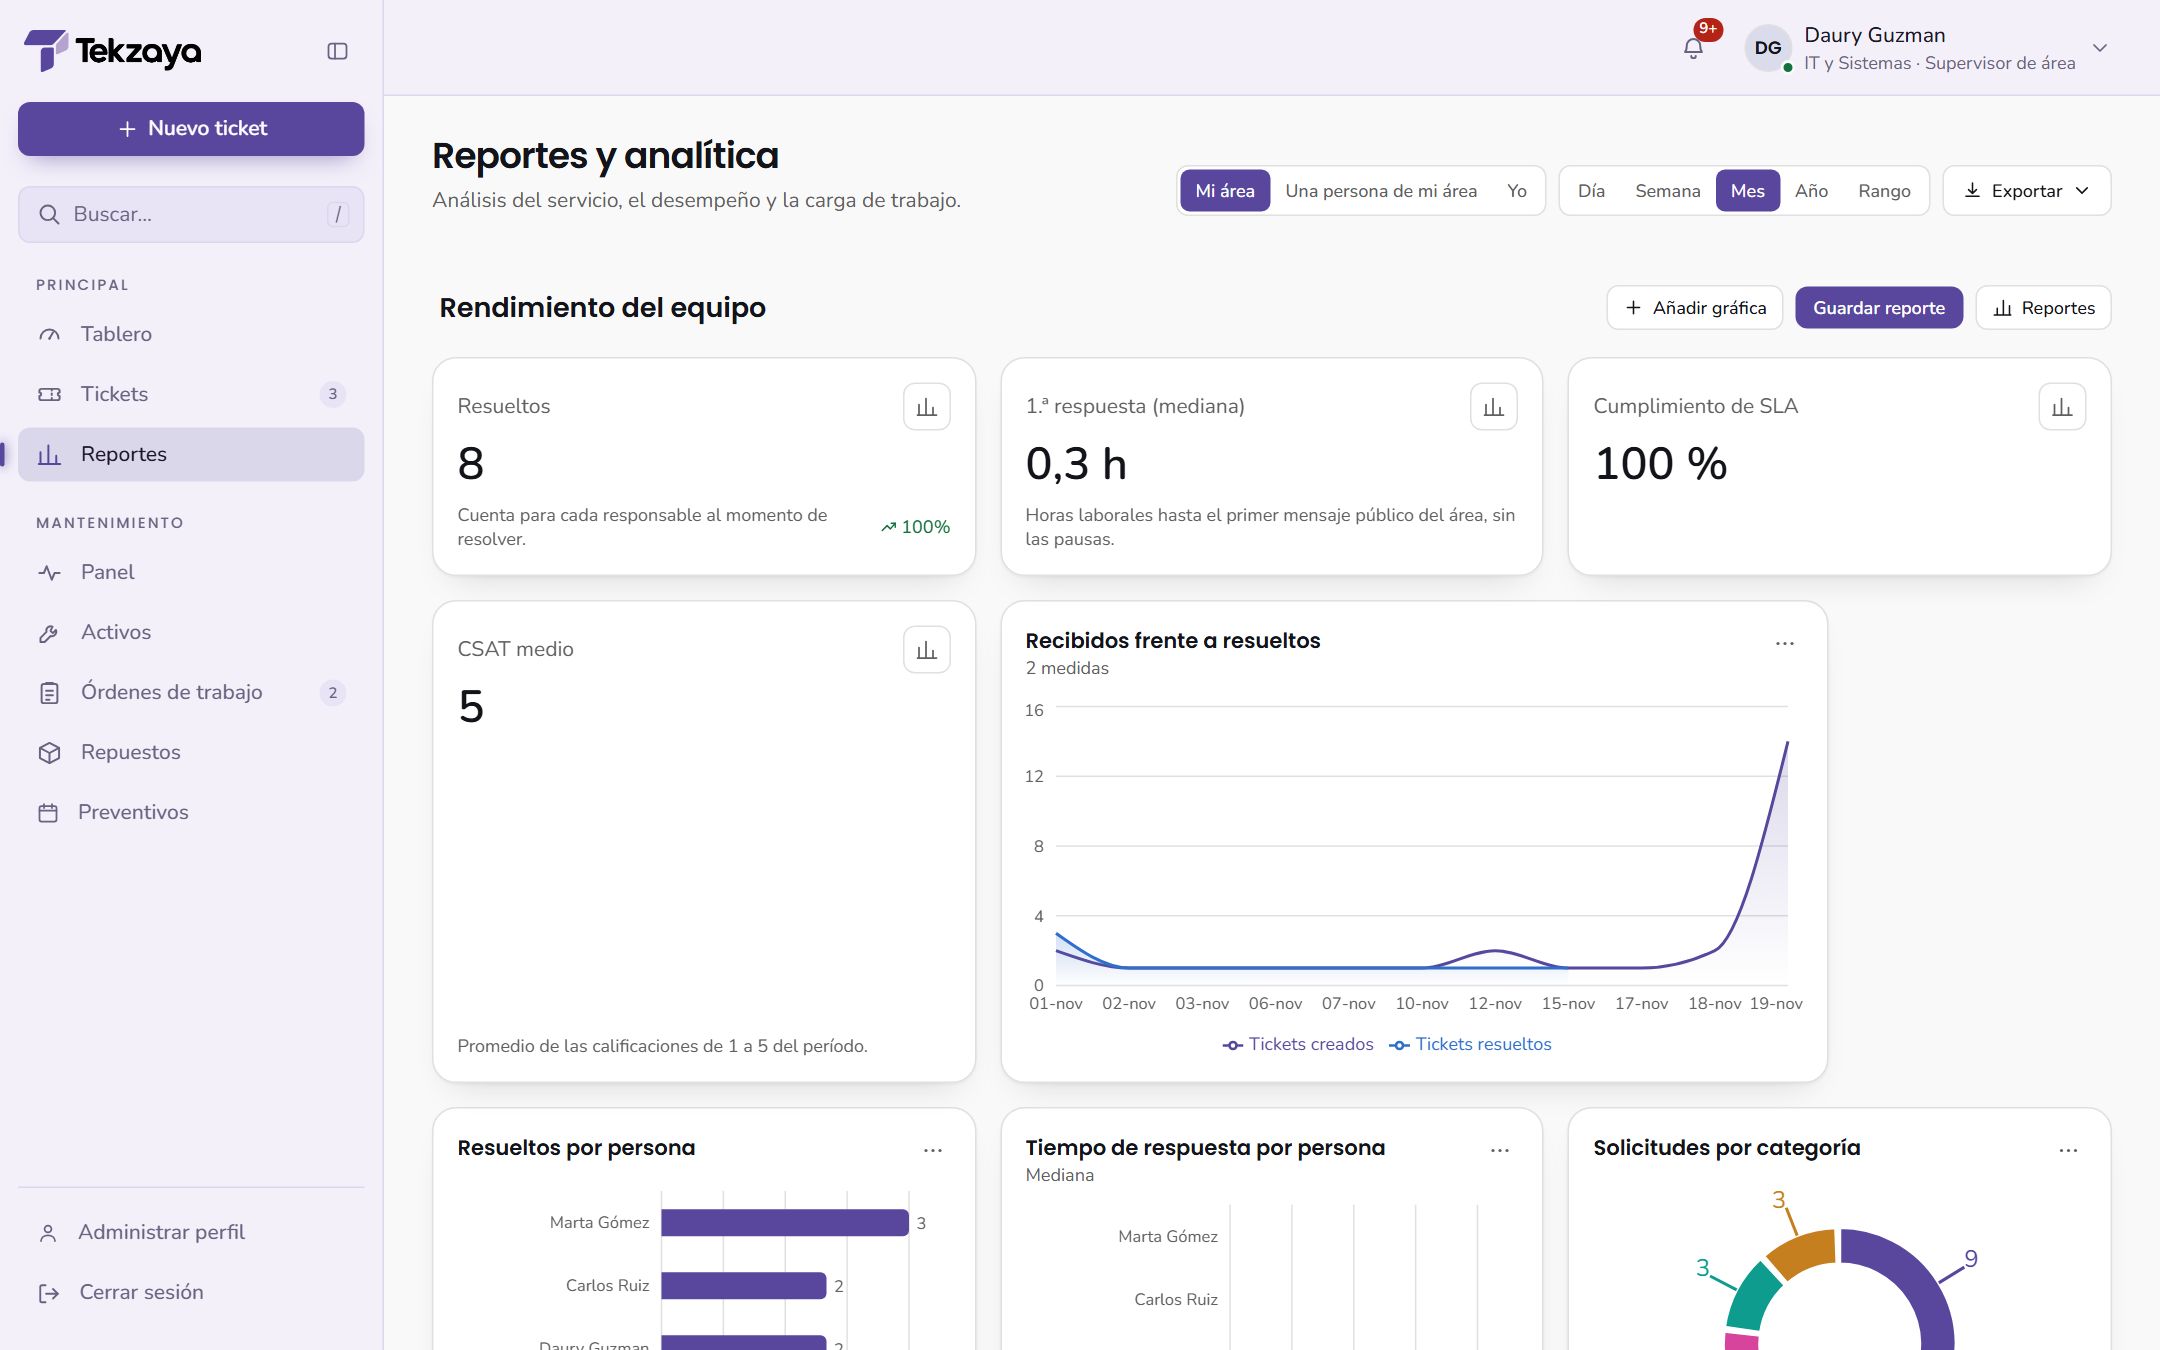 Tekzaya
Nuevo ticket
Buscar...
/
PRINCIPAL
Tablero
Tickets
3
Reportes
MANTENIMIENTO
Panel
Activos
Órdenes de trabajo
2
Repuestos
Preventivos
Administrar perfil
Cerrar sesión
9+
DG
Daury Guzman
IT y Sistemas · Supervisor de área
Reportes y analítica
Análisis del servicio, el desempeño y la carga de trabajo.
Mi área
Una persona de mi área
Yo
Día
Semana
Mes
Año
Rango
Exportar
Rendimiento del equipo
Añadir gráfica
Guardar reporte
Reportes
Resueltos
8
Cuenta para cada responsable al momento de
resolver.
100%
1.ª respuesta (mediana)
0,3 h
Horas laborales hasta el primer mensaje público del área, sin
las pausas.
Cumplimiento de SLA
100 %
CSAT medio
5
Promedio de las calificaciones de 1 a 5 del período.
Recibidos frente a resueltos
2 medidas
16
12
8
4
0
01-nov
02-nov
03-nov
06-nov
07-nov
10-nov
12-nov
15-nov
17-nov
18-nov
19-nov
Tickets creados
Tickets resueltos
Resueltos por persona
Marta Gómez
3
Carlos Ruiz
2
Daury Guzman
2
Tiempo de respuesta por persona
Mediana
Marta Gómez
Carlos Ruiz
Solicitudes por categoría
3
9
3